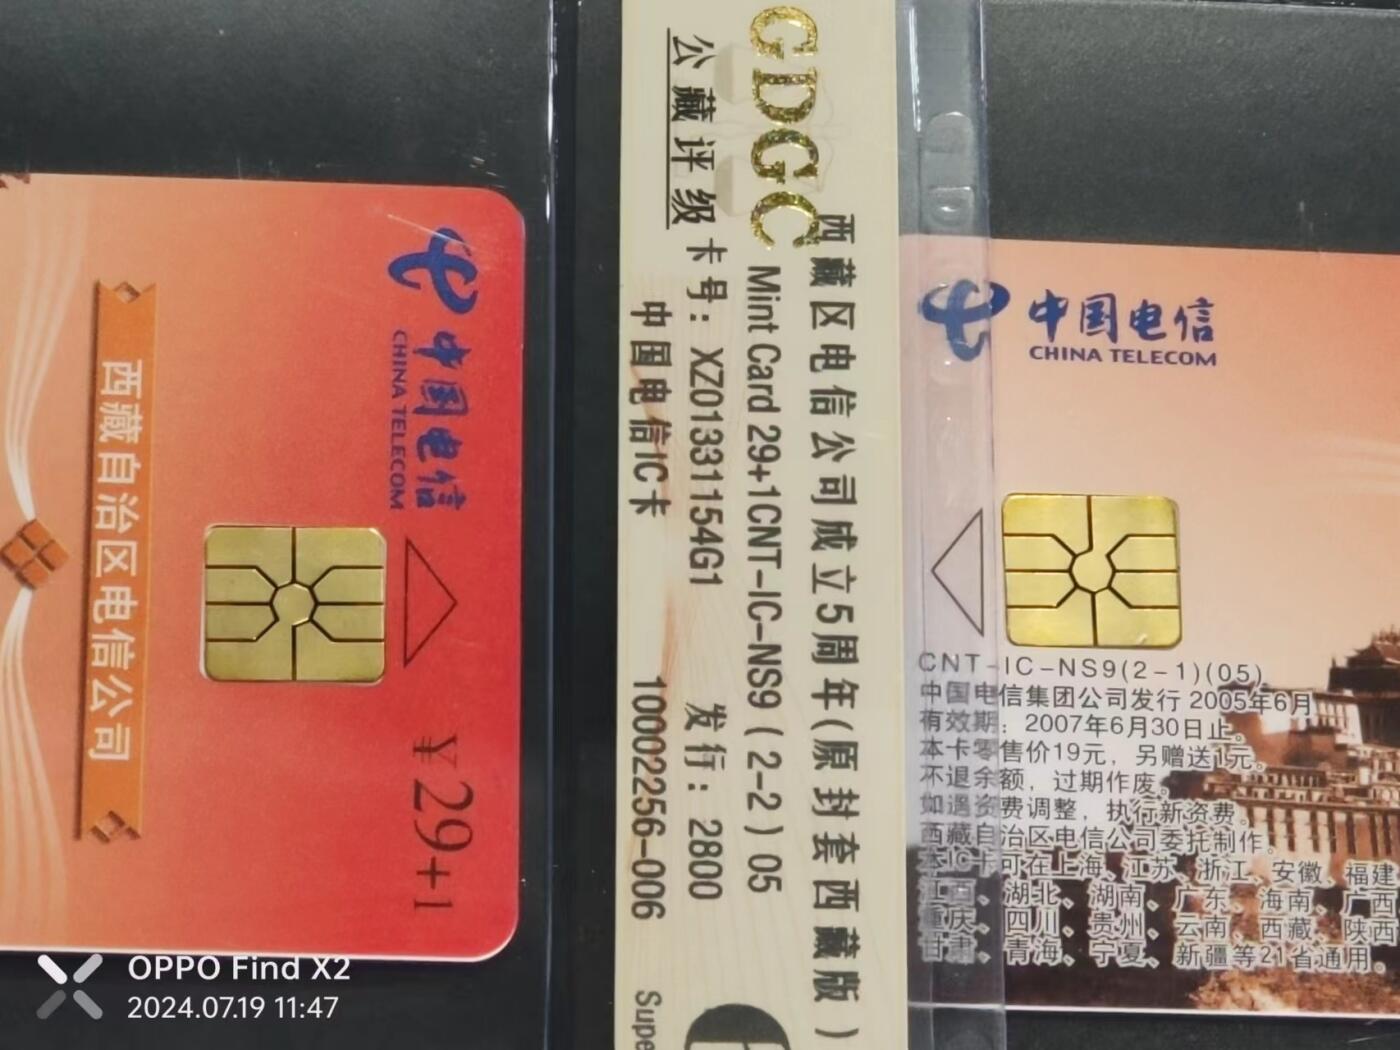 中国电信
CHINA TELECOM
西藏自治区电信公司
¥29+1
GDGC
公藏评级
西藏区电信公司成立5周年(原封套西藏版)
Mint Card 29+1CNT-IC-NS9(2-2)05
卡号: XZ01331154G1 发行: 2800
中国电信IC卡 10002256-006
中国电信
CHINA TELECOM
CNT-IC-NS9(2-1)(05)
中国电信集团公司发行 2005年6月
有效期: 2007年6月30日止。
本卡零售价19元,另赠送1元。
不退余额,过期作废。
如遇资费调整,执行新资费。
西藏自治区电信公司委托制作。
本IC卡可在上海、江苏、浙江、安徽、福建
江西、湖北、湖南、广东、海南、广西
重庆、四川、贵州、云南、西藏、陕西
甘肃、青海、宁夏、新疆等21省通用。
OPPO Find X2
2024.07.19 11:47